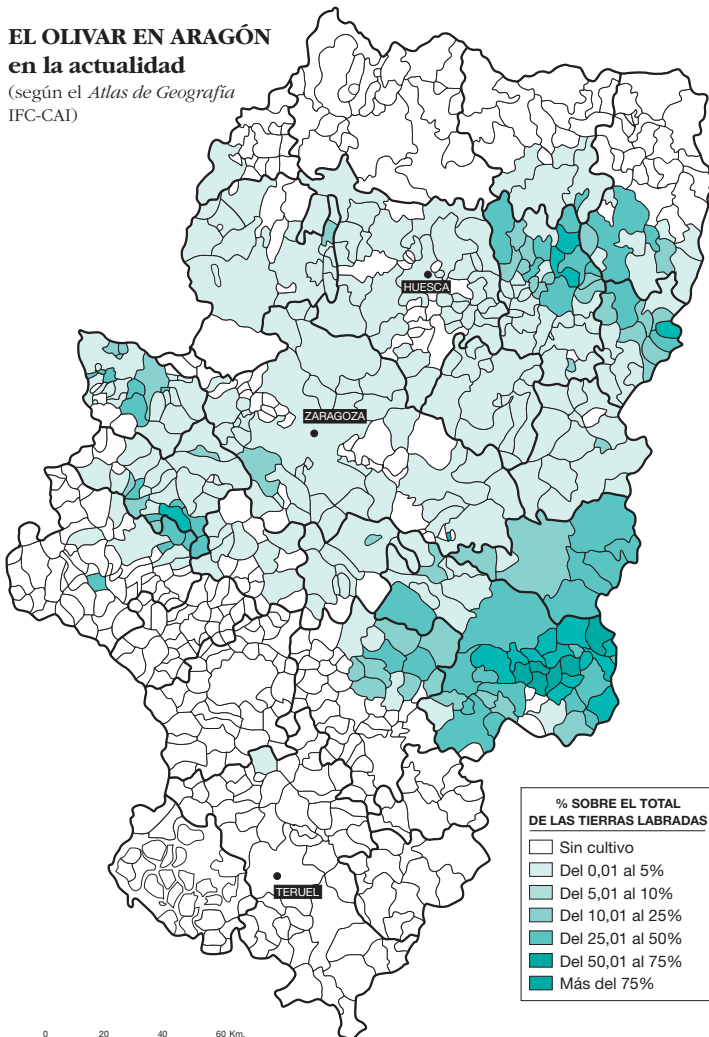 EL OLIVAR EN ARAGÓN
en la actualidad
(según el Atlas de Geografía
IFC-CAI)
HUESCA
ZARAGOZA
TERUEL
% SOBRE EL TOTAL
DE LAS TIERRAS LABRADAS
Sin cultivo
Del 0,01 al 5%
Del 5,01 al 10%
Del 10,01 al 25%
Del 25,01 al 50%
Del 50,01 al 75%
Más del 75%
0 20 40 60 Km.